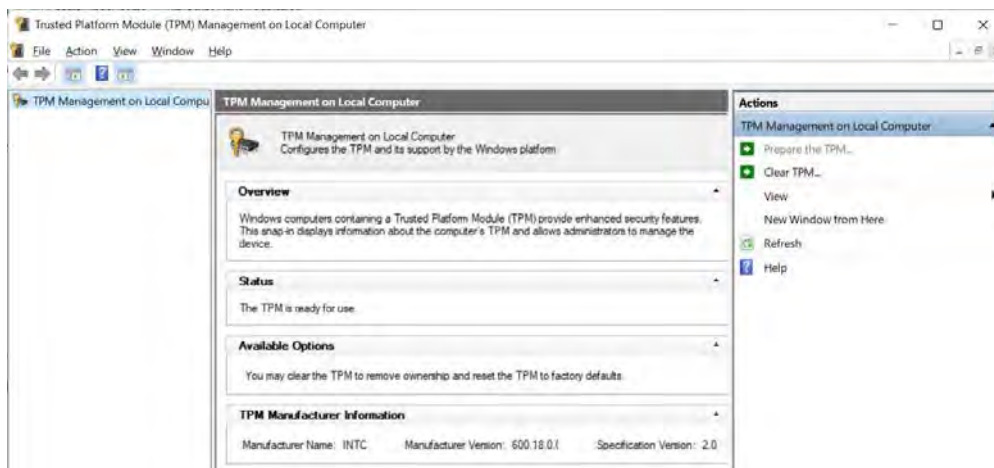 Trusted Platform Module (TPM) Management on Local Computer
File Action View Window Help
TPM Management on Local Compu
TPM Management on Local Computer
TPM Management on Local Computer
Configures the TPM and its support by the Windows platform
Overview
Windows computers containing a Trusted Platform Module (TPM) provide enhanced security features.
This snap-in displays information about the computer's TPM and allows administrators to manage the
device.
Status
The TPM is ready for use.
Available Options
You may clear the TPM to remove ownership and reset the TPM to factory defaults.
TPM Manufacturer Information
Manufacturer Name: INTC Manufacturer Version: 600.18.0.( Specification Version: 2.0
Actions
TPM Management on Local Computer
Prepare the TPM...
Clear TPM...
View
New Window from Here
Refresh
Help